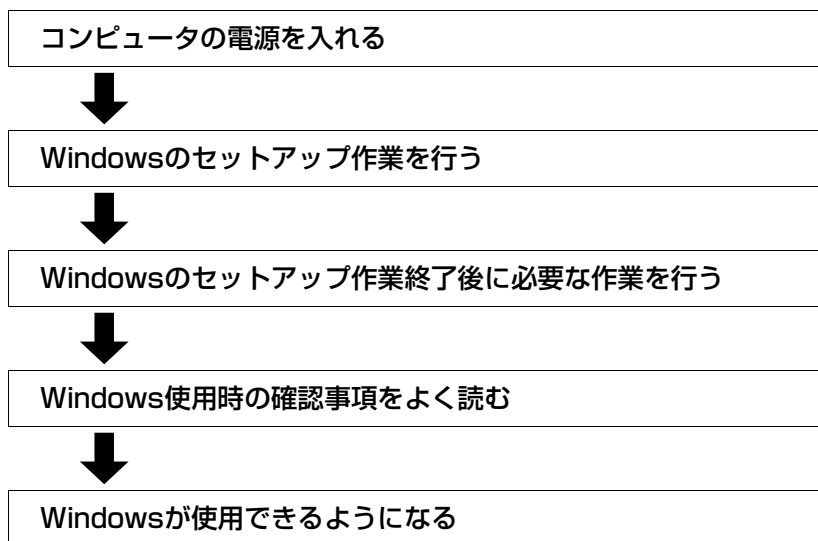 コンピュータの電源を入れる
Windowsのセットアップ作業を行う
Windowsのセットアップ作業終了後に必要な作業を行う
Windows使用時の確認事項をよく読む
Windowsが使用できるようになる